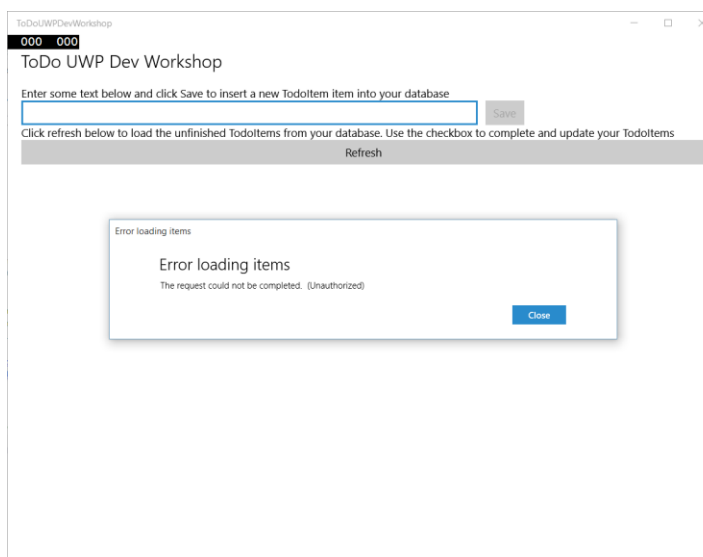 ToDoUWPDevWorkshop
000 000
ToDo UWP Dev Workshop
Enter some text below and click Save to insert a new TodoItem item into your database
Save
Click refresh below to load the unfinished TodoItems from your database. Use the checkbox to complete and update your TodoItems
Refresh
Error loading items
Error loading items
The request could not be completed. (Unauthorized)
Close